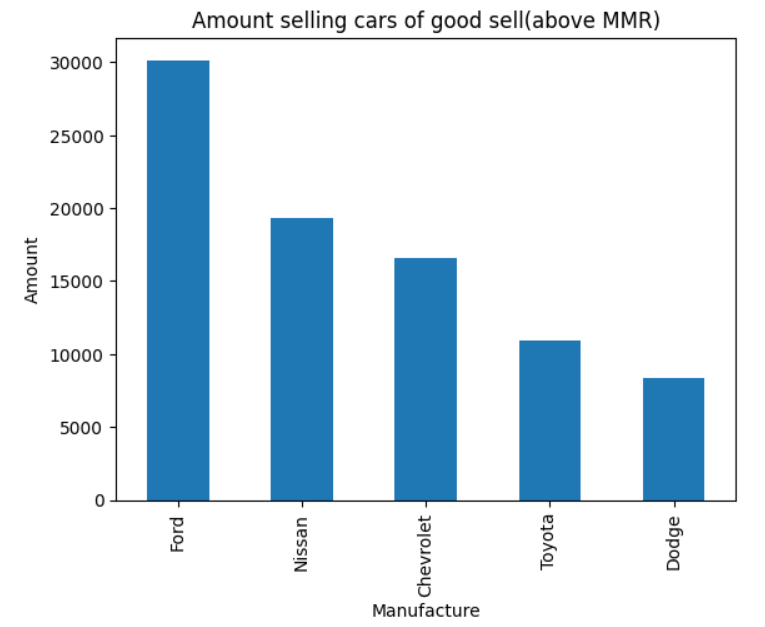 Amount selling cars of good sell(above MMR)
30000
25000
20000
15000
10000
5000
0
Amount
Ford
Nissan
Chevrolet
Toyota
Dodge
Manufacture